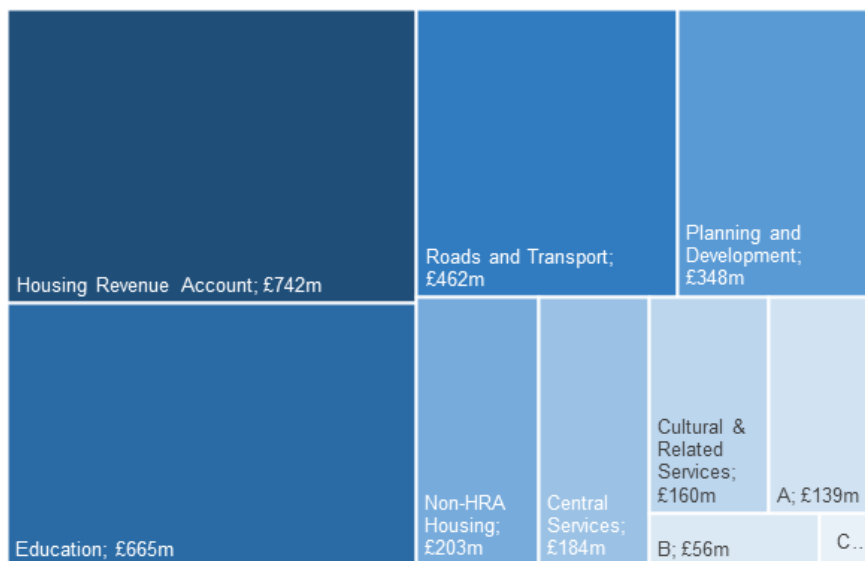 Housing Revenue Account; £742m
Education; £665m
Roads and Transport;
£462m
Planning and
Development;
£348m
Non-HRA
Housing;
£203m
Central
Services;
£184m
Cultural &
Related
Services;
£160m
A; £139m
B; £56m
C...